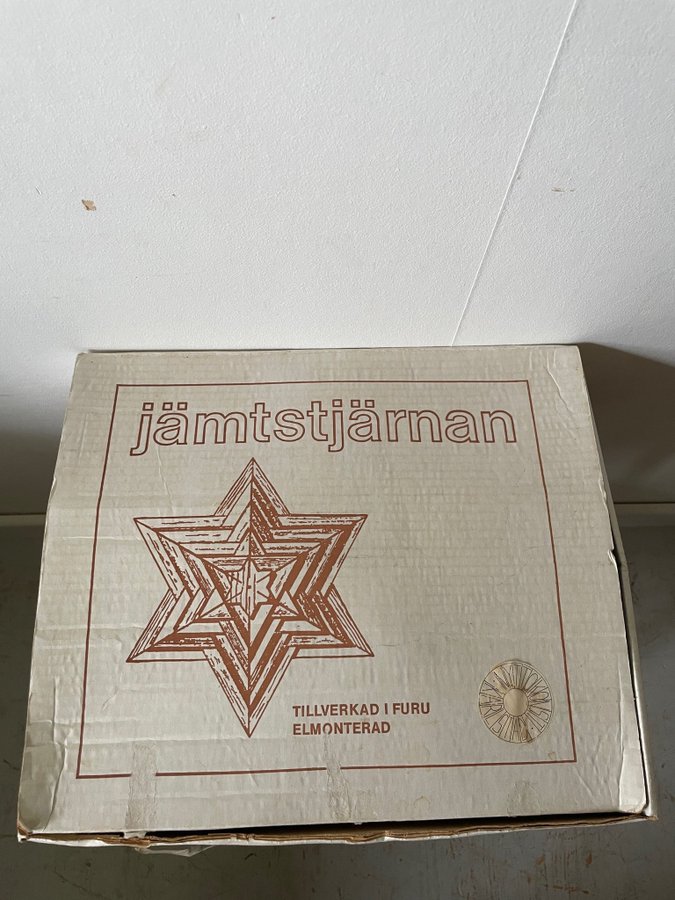 jämtstjärnan
TILLVERKAD I FURU
ELMONTERAD